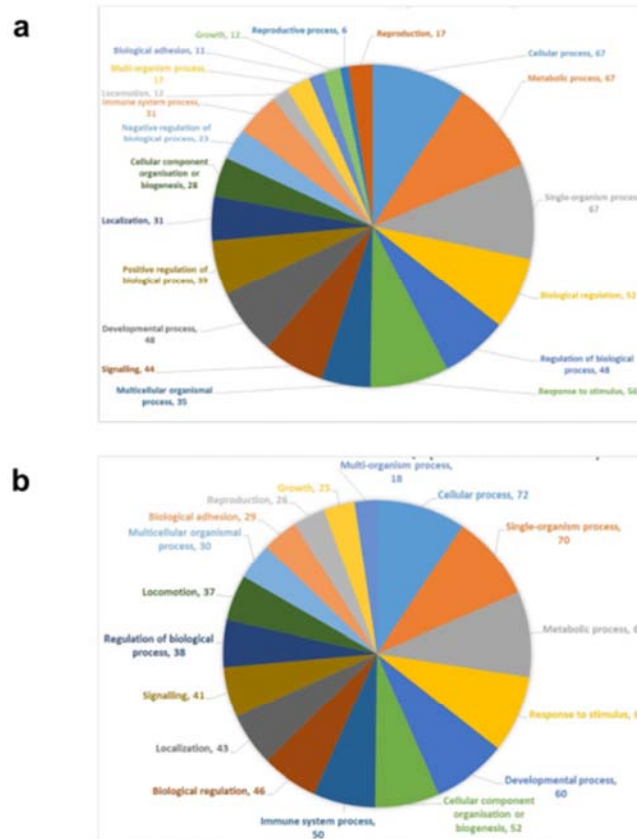 a
Reproductive process, 6
Reproduction, 17
Growth, 12
Biological adhesion, 11
Cellular process, 67
Multi-organism process,
17
Metabolic process, 67
Locomotion, 12
Immune system process,
31
Negative regulation of
biological process, 23
Cellular component
organisation or
biogenesis, 28
Single-organism process
67
Localization, 31
Positive regulation of
biological process, 39
Biological regulation, 52
Developmental process,
48
Signalling, 44
Regulation of biological
process, 48
Multicellular organismal
process, 35
Response to stimulus, 56
b
Multi-organism process,
18
Growth, 25
Cellular process, 72
Reproduction, 26
Biological adhesion, 29
Multicellular organismal
process, 30
Single-organism process,
70
Locomotion, 37
Metabolic process, 6
Regulation of biological
process, 38
Signalling, 41
Response to stimulus, 6
Localization, 43
Developmental process,
60
Biological regulation, 46
Cellular component
organisation or
biogenesis, 52
Immune system process,
50